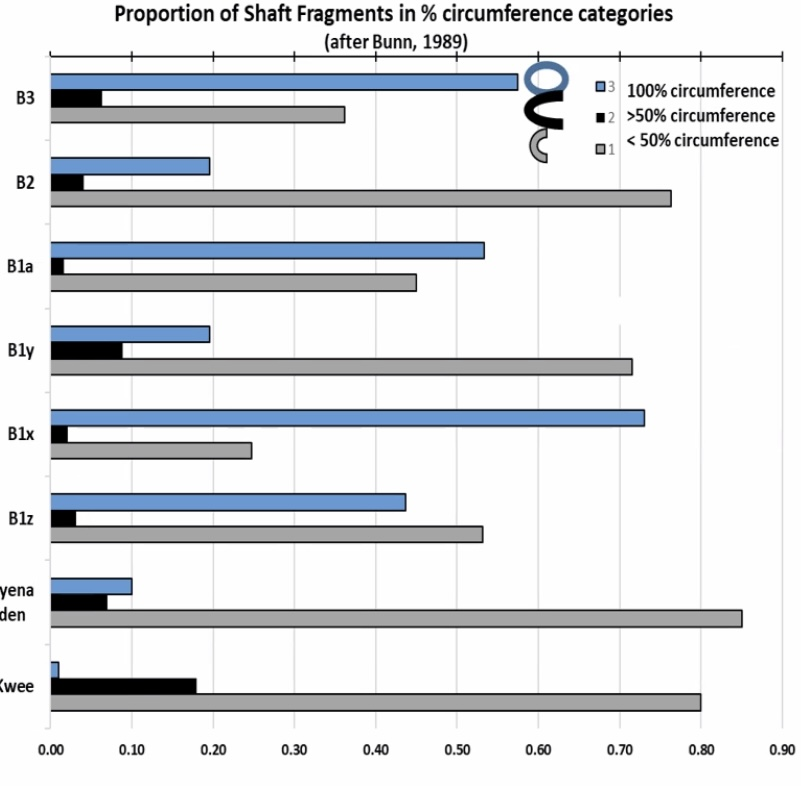 Proportion of Shaft Fragments in % circumference categories
(after Bunn, 1989)
3 100% circumference
2 >50% circumference
1 < 50% circumference
B3
B2
B1a
B1y
B1x
B1z
yena
den
Kwee
0.00 0.10 0.20 0.30 0.40 0.50 0.60 0.70 0.80 0.90